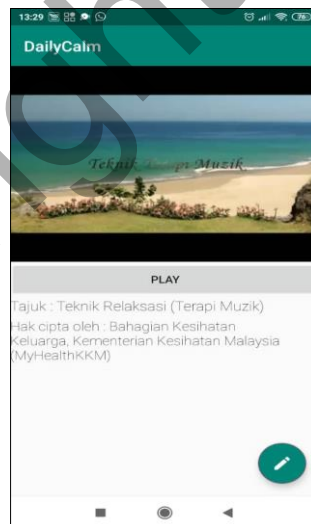 13:29
76
DailyCalm
Teknik Terapi Muzik
PLAY
Tajuk : Teknik Relaksasi (Terapi Muzik)
Hak cipta oleh : Bahagian Kesihatan
Keluarga, Kementerian Kesihatan Malaysia
(MyHealthKKM)